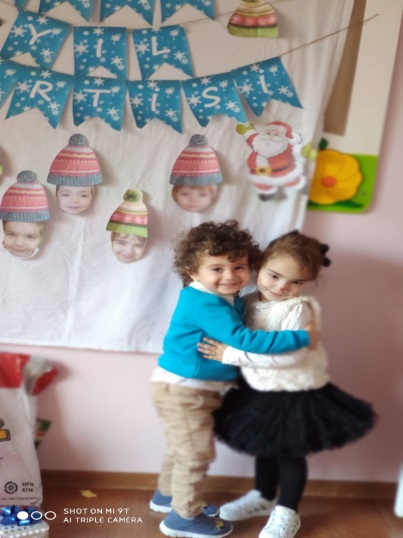 YIL
RTİSİ
SHOT ON MI 9T
AI TRIPLE CAMERA